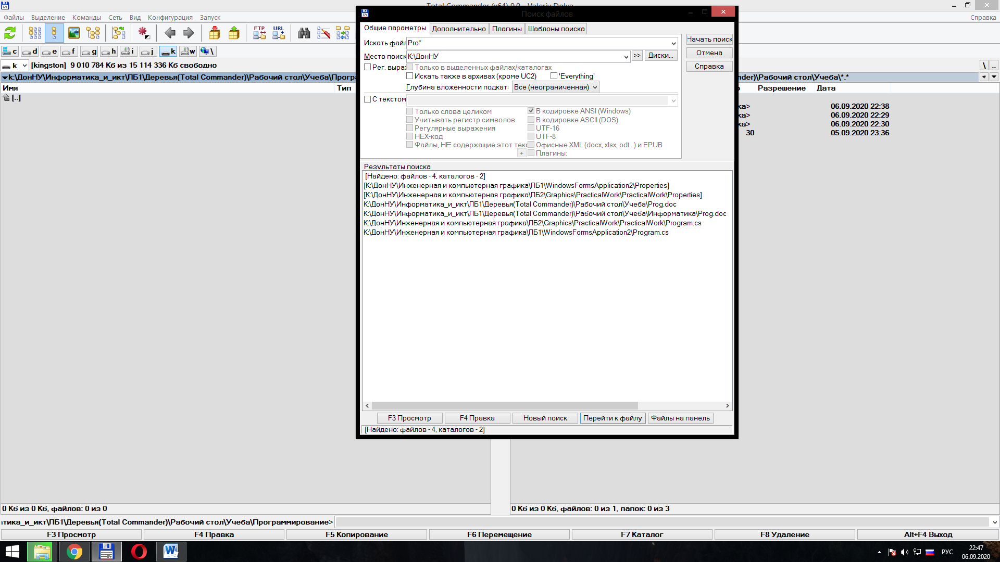 Total Commander (x64) 9.0 - Valeriy Dolya
Файлы Выделение Команды Сеть Вид Конфигурация Запуск Справка
FTP URL
c d e f g h i j k w \
k [kingston] 9 010 784 Кб из 15 114 336 Кб свободно \ ..
k:\ДонНУ\Информатика_и_икт\ПБ1\Деревья(Total Commander)\Рабочий стол\Учеба\Програ
nder)\Рабочий стол\Учеба\*.* *
Имя Тип
[..]
Разрешение Дата
ка> 06.09.2020 22:38
ка> 06.09.2020 22:29
ка> 06.09.2020 22:30
30 05.09.2020 23:36
Поиск файлов
Общие параметры Дополнительно Плагины Шаблоны поиска
Искать файл Pro* Начать поиск
Место поиск K:\ДонНУ >> Диски... Отмена
Рег. выра Только в выделенных файлах/каталогах Справка
Искать также в архивах (кроме UC2) 'Everything'
Глубина вложенности подкат Все (неограниченная)
С текстом
Только слова целиком В кодировке ANSI (Windows)
Учитывать регистр символов В кодировке ASCII (DOS)
Регулярные выражения UTF-16
HEX-код UTF-8
Файлы, НЕ содержащие этот текс Офисные XML (docx, xlsx, odt...) и EPUB
+ Плагины:
Результаты поиска
[Найдено: файлов - 4, каталогов - 2]
[K:\ДонНУ\Инженерная и компьютерная графика\ПБ1\WindowsFormsApplication2\Properties]
[K:\ДонНУ\Инженерная и компьютерная графика\ПБ2\Graphics\PracticalWork\PracticalWork\Properties]
K:\ДонНУ\Информатика_и_икт\ПБ1\Деревья(Total Commander)\Рабочий стол\Учеба\Prog.doc
K:\ДонНУ\Информатика_и_икт\ПБ1\Деревья(Total Commander)\Рабочий стол\Учеба\Информатика\Prog.doc
K:\ДонНУ\Инженерная и компьютерная графика\ПБ2\Graphics\PracticalWork\PracticalWork\Program.cs
K:\ДонНУ\Инженерная и компьютерная графика\ПБ1\WindowsFormsApplication2\Program.cs
F3 Просмотр F4 Правка Новый поиск Перейти к файлу Файлы на панель
[Найдено: файлов - 4, каталогов - 2]
0 Кб из 0 Кб, файлов: 0 из 0
0 Кб из 0 Кб, файлов: 0 из 1, папок: 0 из 3
атика_и_икт\ПБ1\Деревья(Total Commander)\Рабочий стол\Учеба\Программирование>
F3 Просмотр F4 Правка F5 Копирование F6 Перемещение F7 Каталог F8 Удаление Alt+F4 Выход
РУС
22:47
06.09.2020